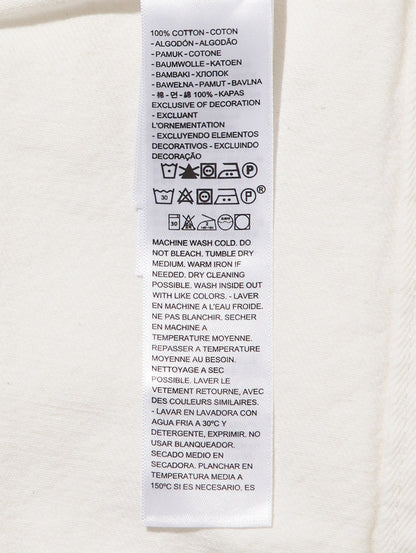 100% COTTON - COTON
- ALGODÓN - ALGODÃO
- PAMUK - COTONE
- BAUMWOLLE - KATOEN
- BAMBAKI - ХЛОПОК
- BAWEŁNA - PAMUT - BAVLNA
- 棉 - 면 - 綿 100% - KAPAS
EXCLUSIVE OF DECORATION
- EXCLUANT
L'ORNEMENTATION
- EXCLUYENDO ELEMENTOS
DECORATIVOS - EXCLUINDO
DECORAÇÃO
P
30 P ®
30
MACHINE WASH COLD. DO
NOT BLEACH. TUMBLE DRY
MEDIUM. WARM IRON IF
NEEDED. DRY CLEANING
POSSIBLE. WASH INSIDE OUT
WITH LIKE COLORS. - LAVER
EN MACHINE A L'EAU FROIDE.
NE PAS BLANCHIR. SECHER
EN MACHINE A
TEMPERATURE MOYENNE.
REPASSER A TEMPERATURE
MOYENNE AU BESOIN.
NETTOYAGE A SEC
POSSIBLE. LAVER LE
VETEMENT RETOURNE, AVEC
DES COULEURS SIMILAIRES.
- LAVAR EN LAVADORA CON
AGUA FRIA A 30ºC Y
DETERGENTE, EXPRIMIR. NO
USAR BLANQUEADOR.
SECADO MEDIO EN
SECADORA. PLANCHAR EN
TEMPERATURA MEDIA A
150ºC SI ES NECESARIO. ES